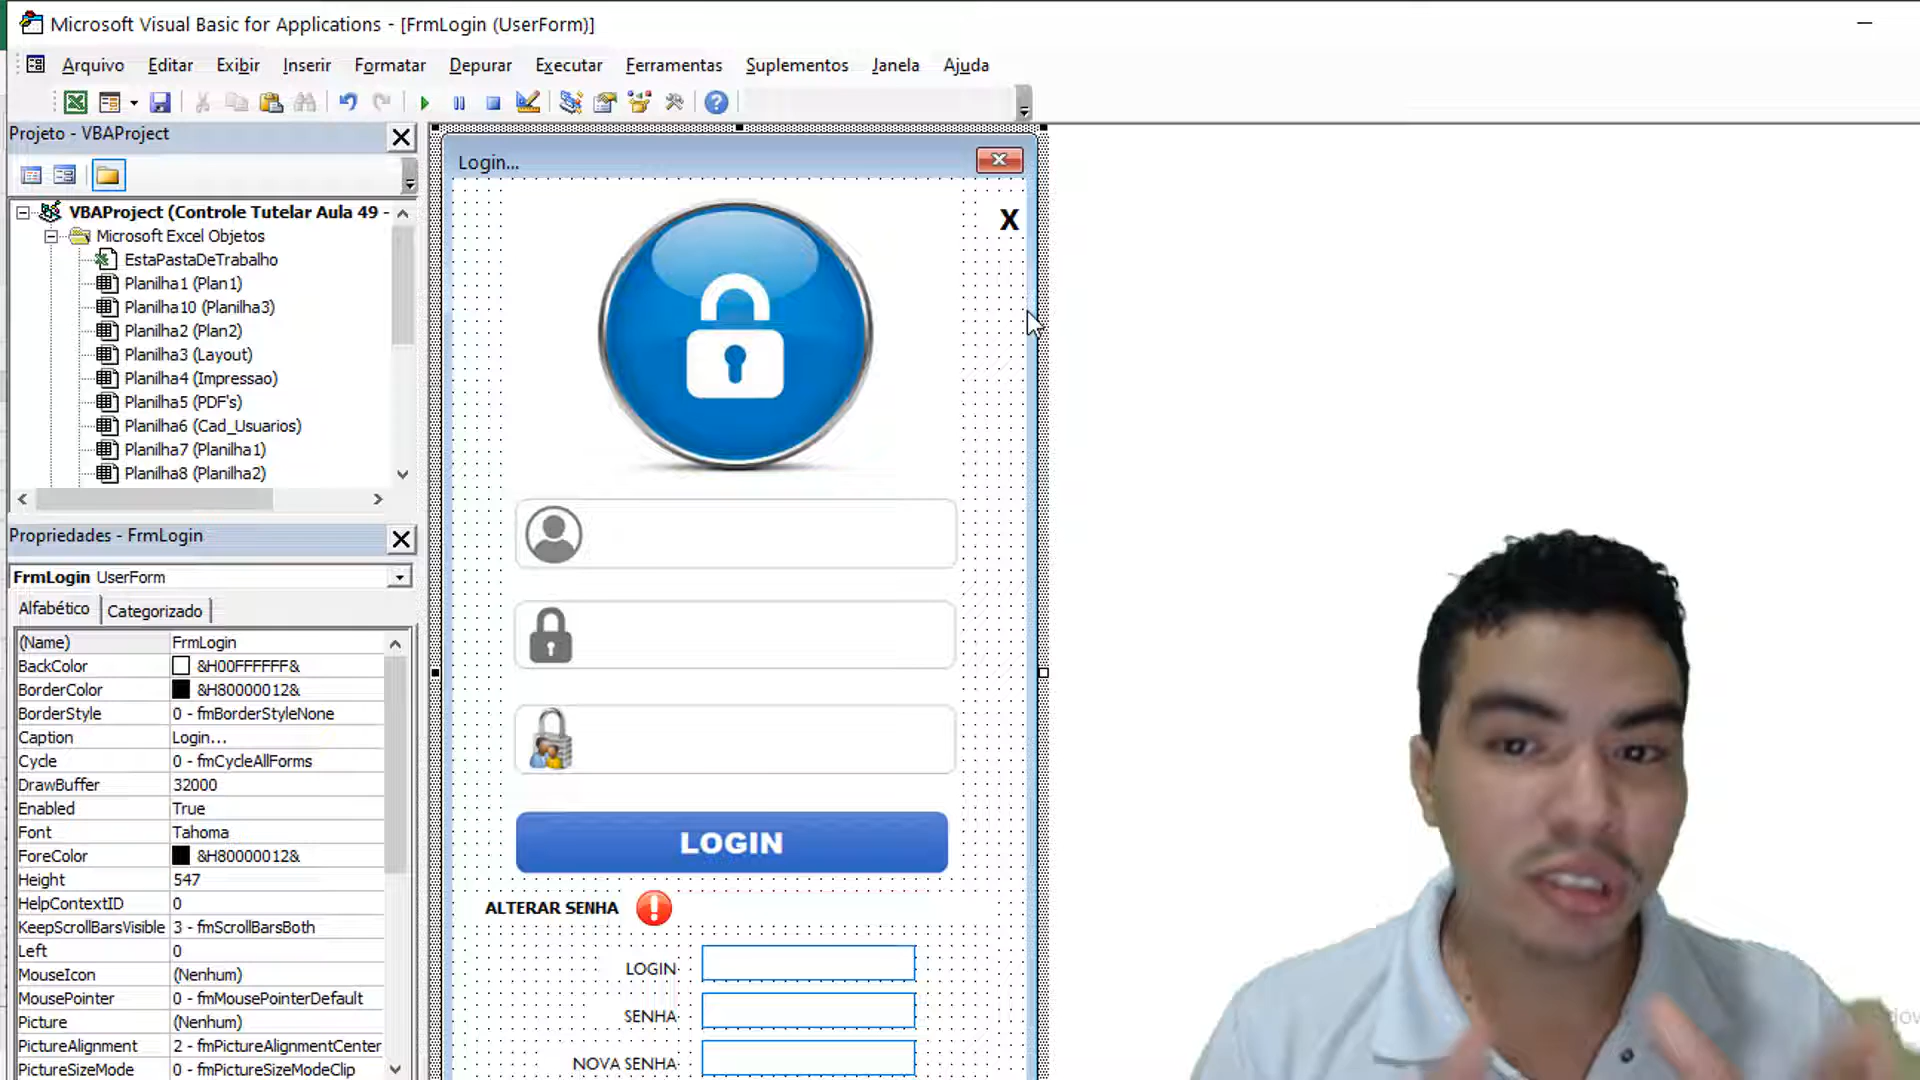 Microsoft Visual Basic for Applications - [FrmLogin (UserForm)]
Arquivo Editar Exibir Inserir Formatar Depurar Executar Ferramentas Suplementos Janela Ajuda
Projeto - VBAProject
VBAProject (Controle Tutelar Aula 49 -
Microsoft Excel Objetos
EstaPastaDeTrabalho
Planilha1 (Plan1)
Planilha10 (Planilha3)
Planilha2 (Plan2)
Planilha3 (Layout)
Planilha4 (Impressao)
Planilha5 (PDF's)
Planilha6 (Cad_Usuarios)
Planilha7 (Planilha1)
Planilha8 (Planilha2)
Propriedades - FrmLogin
FrmLogin UserForm
Alfabético Categorizado
(Name) FrmLogin
BackColor &H00FFFFFF&
BorderColor &H80000012&
BorderStyle 0 - fmBorderStyleNone
Caption Login...
Cycle 0 - fmCycleAllForms
DrawBuffer 32000
Enabled True
Font Tahoma
ForeColor &H80000012&
Height 547
HelpContextID 0
KeepScrollBarsVisible 3 - fmScrollBarsBoth
Left 0
MouseIcon (Nenhum)
MousePointer 0 - fmMousePointerDefault
Picture (Nenhum)
PictureAlignment 2 - fmPictureAlignmentCenter
PictureSizeMode 0 - fmPictureSizeModeClip
Login...
X
LOGIN
ALTERAR SENHA
LOGIN
SENHA
NOVA SENHA